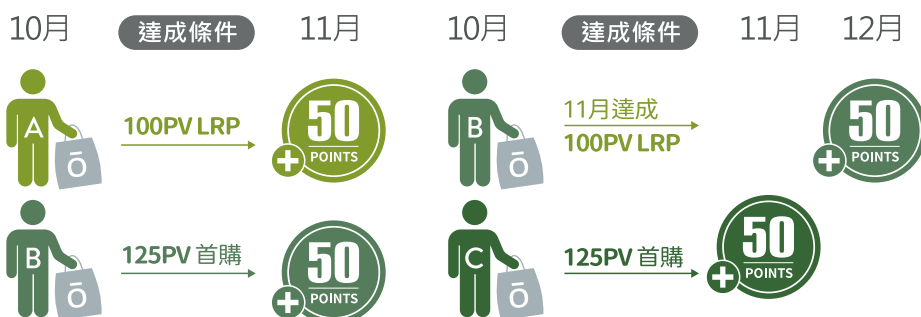 10月 達成條件 11月
A 100PV LRP 50
POINTS
+
ō
B 125PV 首購 50
POINTS
+
ō
10月 達成條件 11月 12月
B 11月達成
100PV LRP
50
POINTS
+
ō
C 125PV 首購 50
POINTS
+
ō